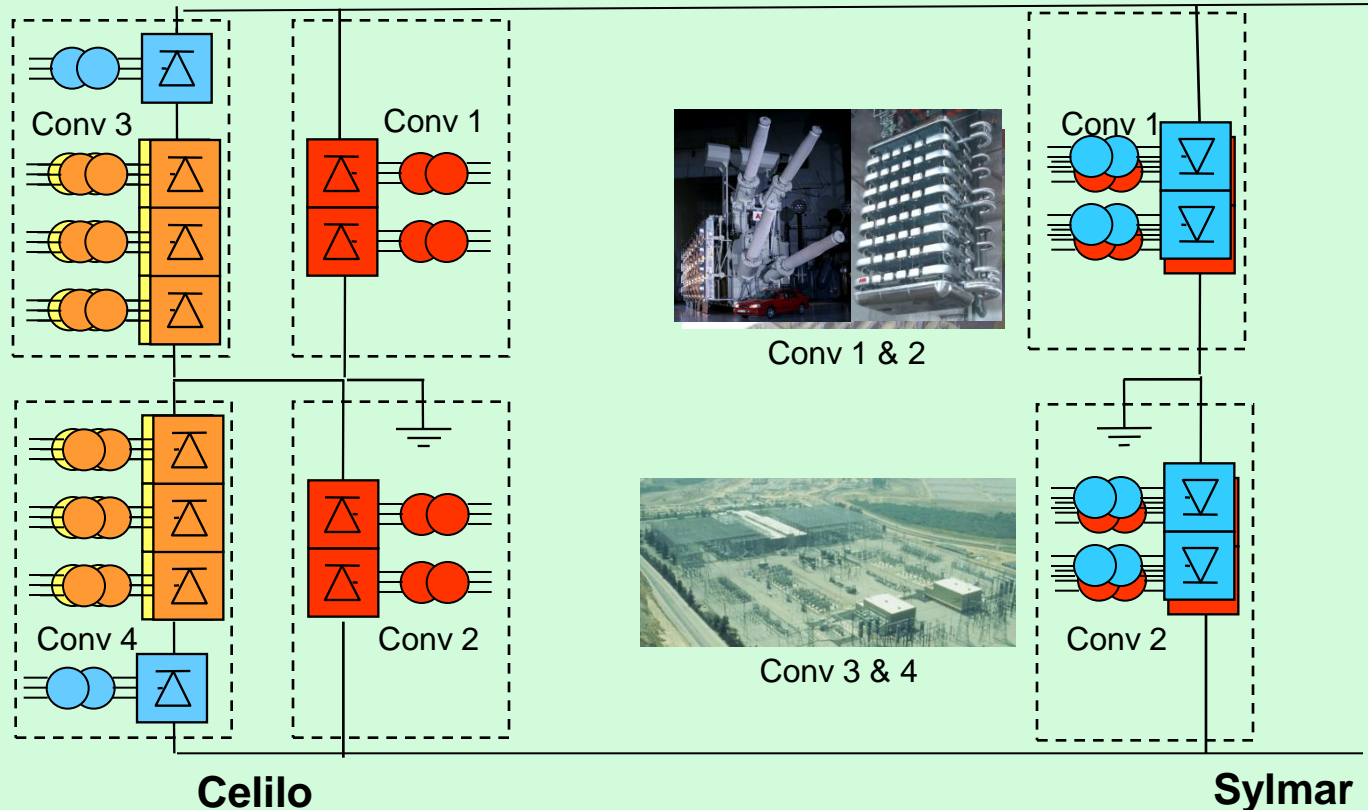 Conv 3
Conv 1
Conv 1
Conv 1 & 2
Conv 4
Conv 2
Conv 3 & 4
Conv 2
Celilo
Sylmar